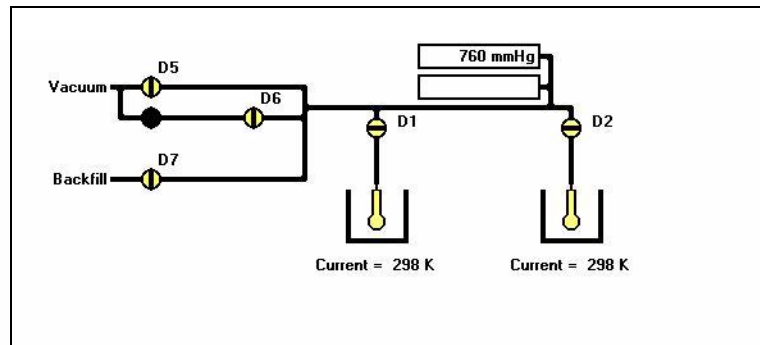 760 mmHg
D5
Vacuum
D6
D1
D2
D7
Backfill
Current = 298 K
Current = 298 K